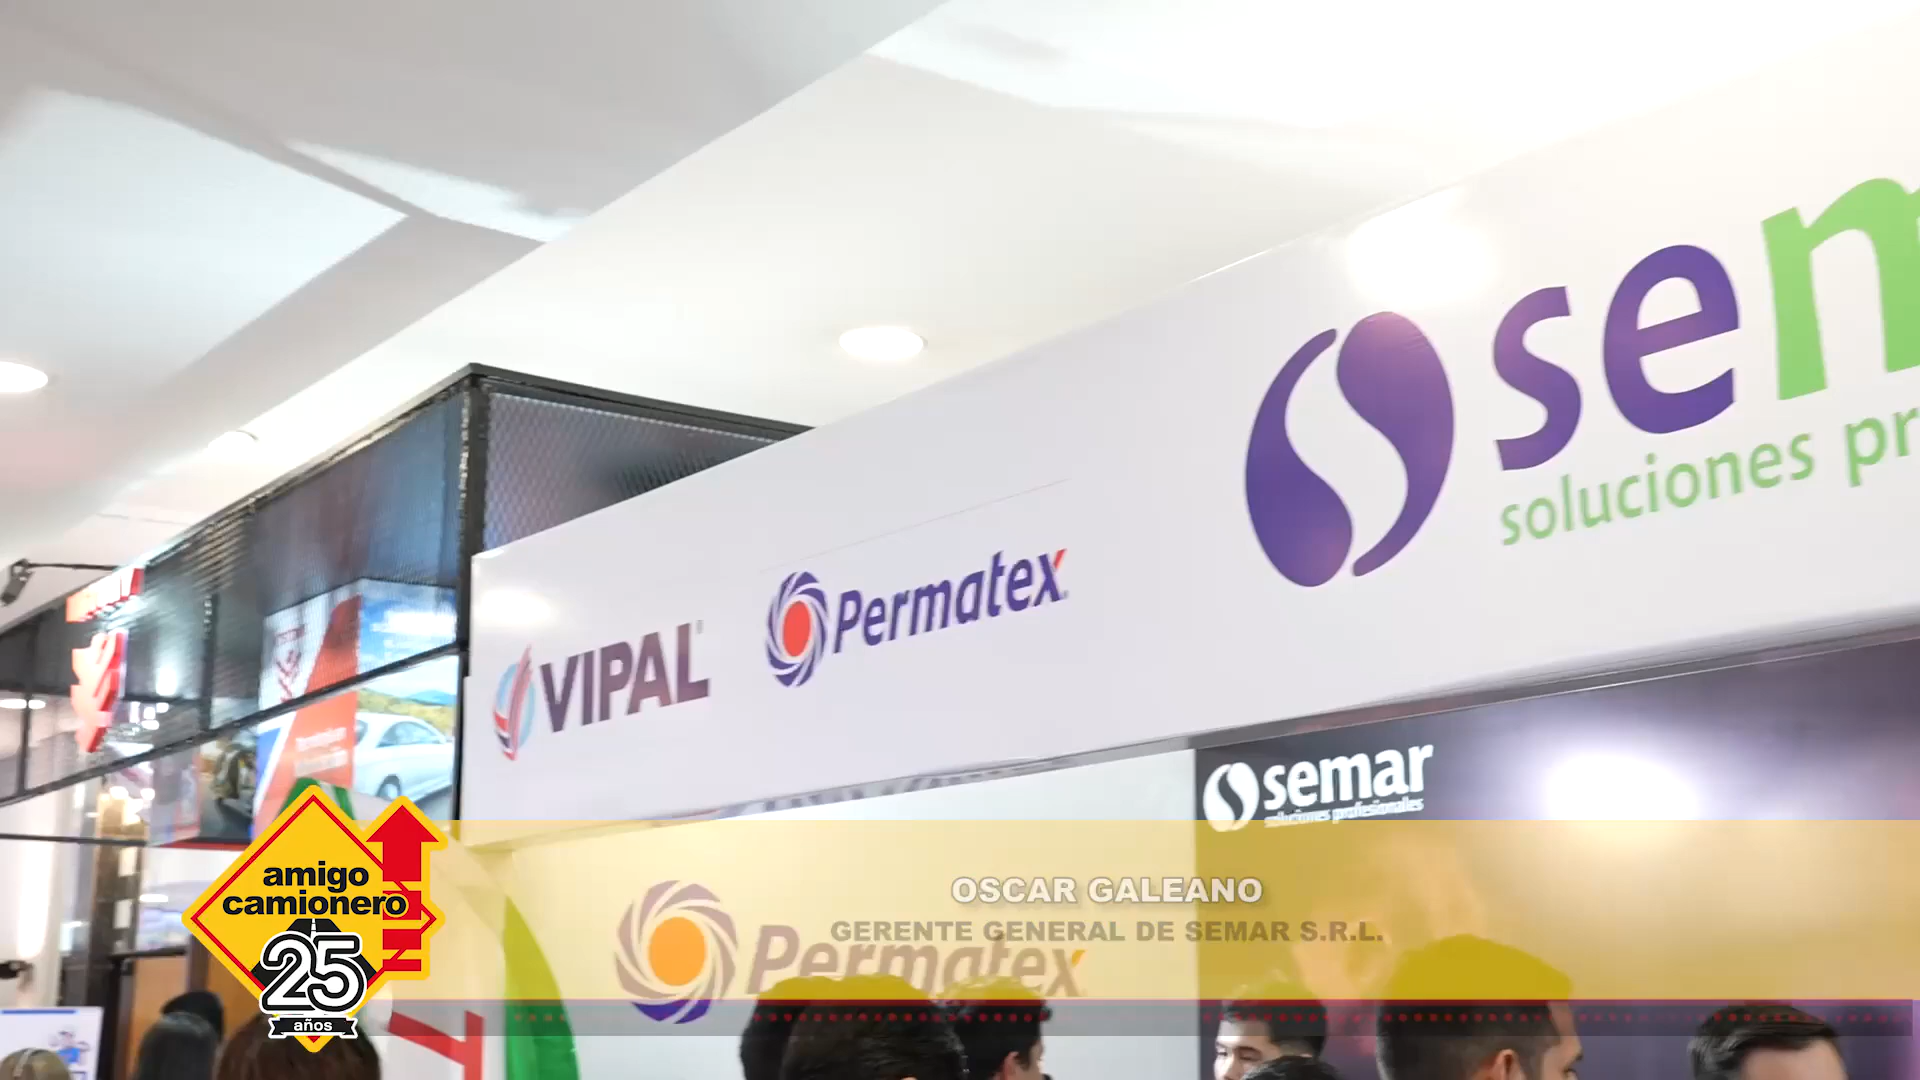 sem
soluciones pr
Permatex
VIPAL
semar
soluciones profesionales
OSCAR GALEANO
GERENTE GENERAL DE SEMAR S.R.L.
Permatex
amigo
camionero
25
años